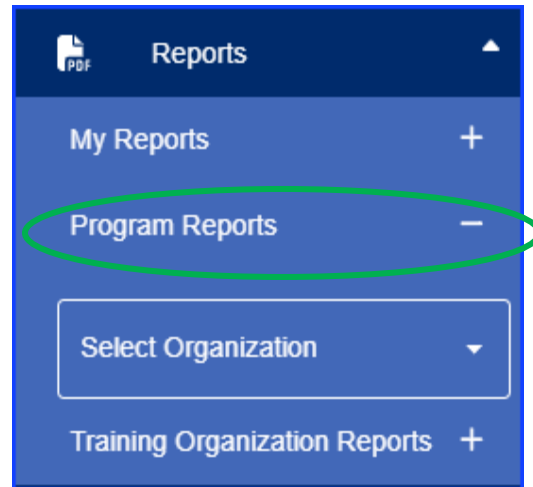 PDF Reports
My Reports +
Program Reports −
Select Organization
Training Organization Reports +